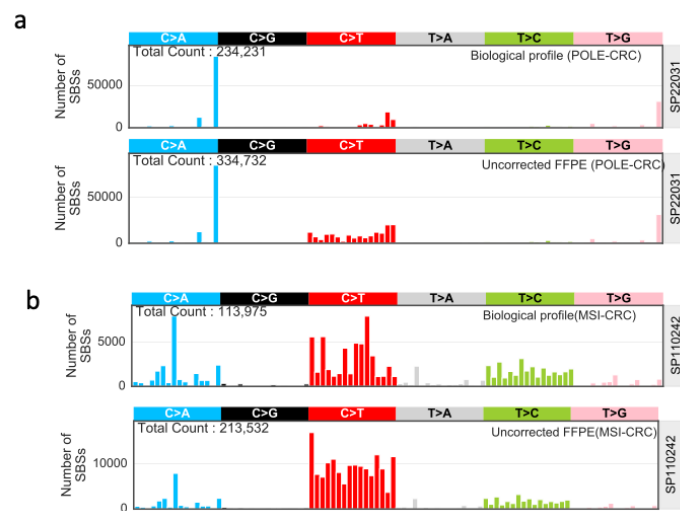 a
C>A C>G C>T T>A T>C T>G
Total Count : 234,231
Biological profile (POLE-CRC)
Number of
SBSs
50000
0
SP22031
C>A C>G C>T T>A T>C T>G
Total Count : 334,732
Uncorrected FFPE (POLE-CRC)
Number of
SBSs
50000
0
SP22031
b
C>A C>G C>T T>A T>C T>G
Total Count : 113,975
Biological profile(MSI-CRC)
Number of
SBSs
5000
0
SP110242
C>A C>G C>T T>A T>C T>G
Total Count : 213,532
Uncorrected FFPE(MSI-CRC)
Number of
SBSs
10000
0
SP110242